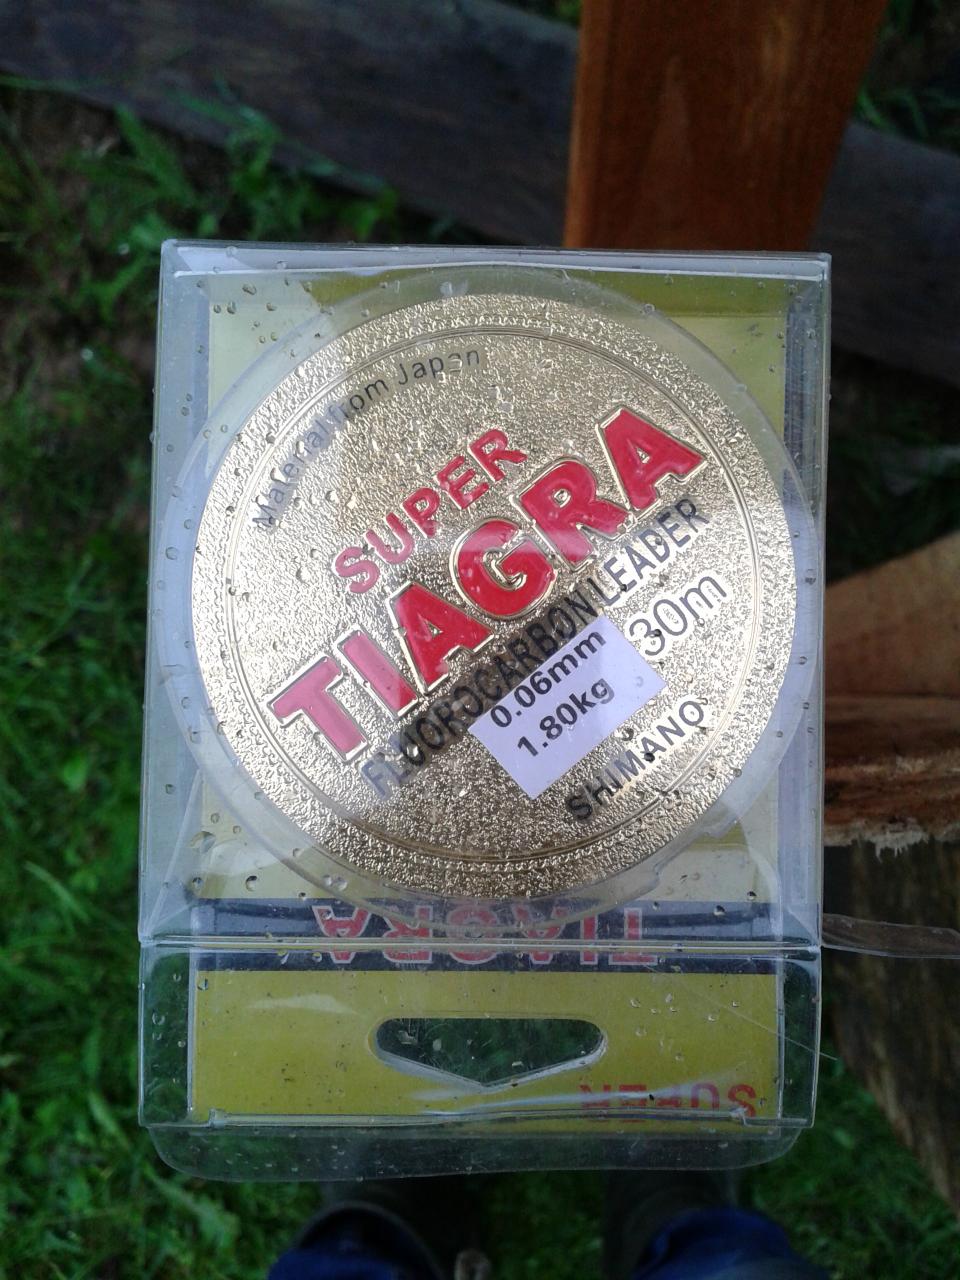 Material from Japan
SUPER
TIAGRA
FLUOROCARBON LEADER
30m
0.06mm
1.80kg
SHIMANO
TIAGRA
SUPER